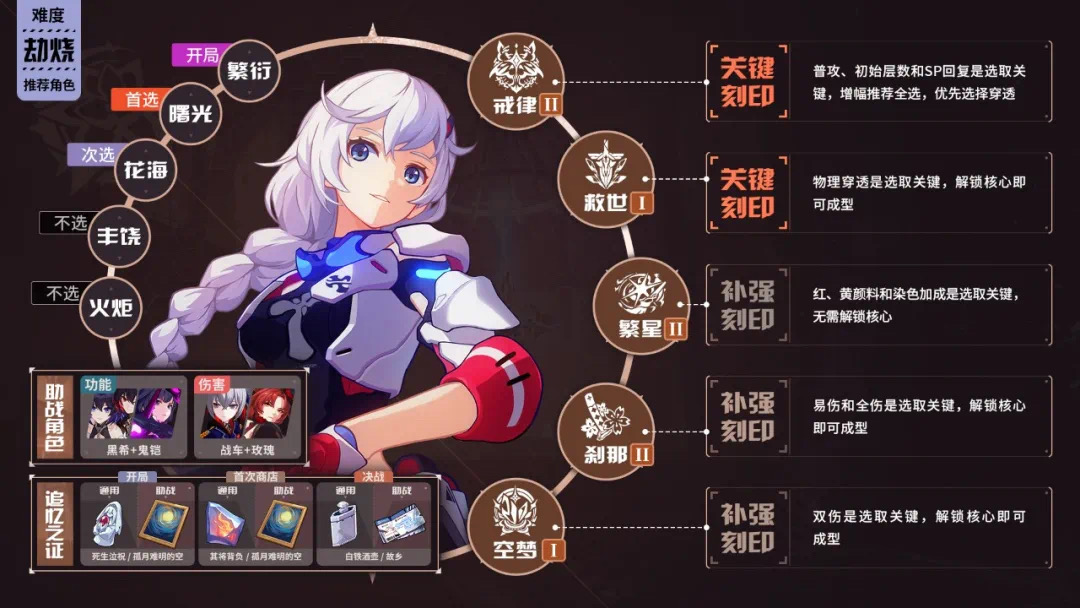 难度
劫烧
推荐角色
开局
繁衍
首选
曙光
次选
花海
不选
丰饶
不选
火炬
戒律 II
关键
刻印
普攻、初始层数和SP回复是选取关
键，增幅推荐全选，优先选择穿透
救世 I
关键
刻印
物理穿透是选取关键，解锁核心即
可成型
繁星 II
补强
刻印
红、黄颜料和染色加成是选取关键，
无需解锁核心
刹那 II
补强
刻印
易伤和全伤是选取关键，解锁核心
即可成型
空梦 I
补强
刻印
双伤是选取关键，解锁核心即可
成型
助战角色
功能
黑希+鬼铠
伤害
战车+玫瑰
追忆之证
开局
通用
助战
死生泣祝 / 孤月难明的空
首次商店
通用
助战
其将背负 / 孤月难明的空
决战
通用
助战
白铁酒壶 / 故乡